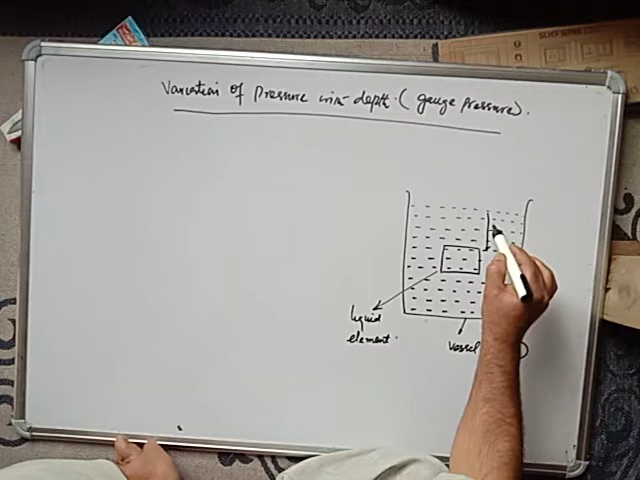 Variation of pressure with depth. (gauge pressure).
liquid
element.
Vessel